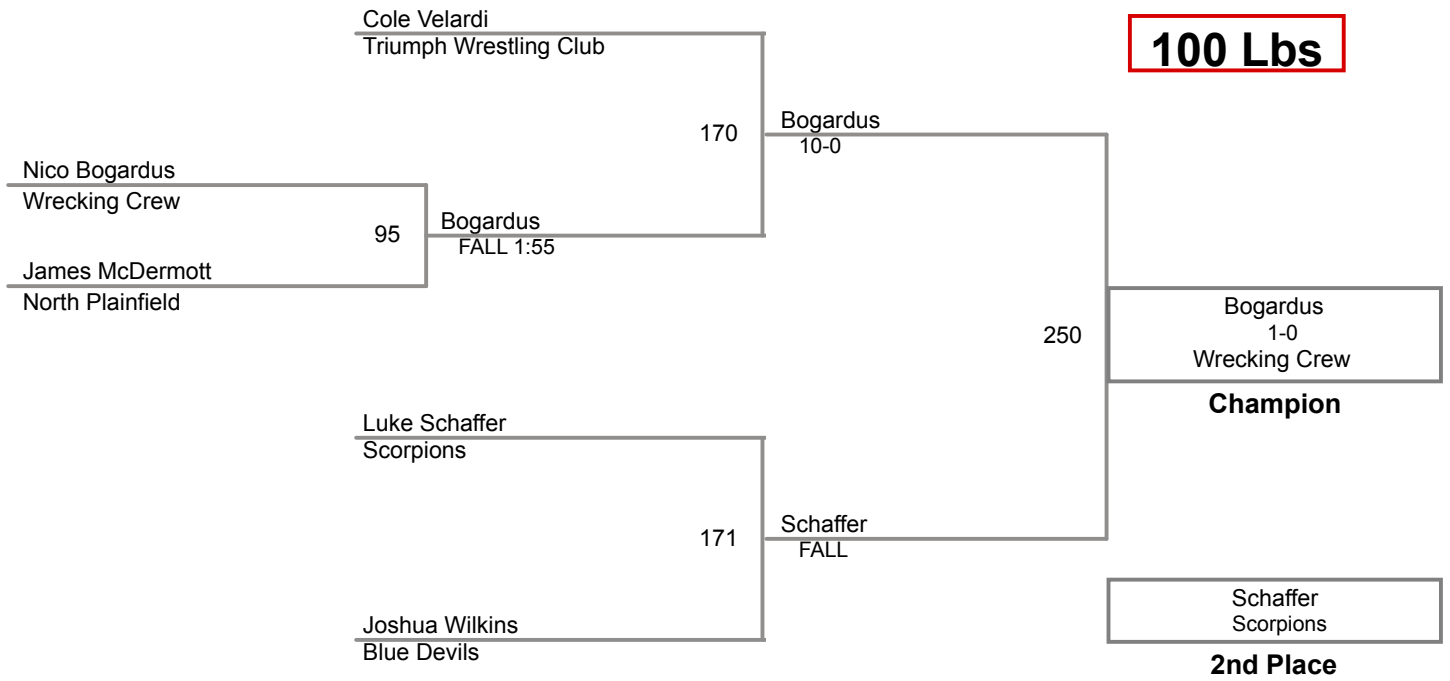 Cole Velardi
Triumph Wrestling Club
100 Lbs
170
Bogardus
10-0
Nico Bogardus
Wrecking Crew
95
Bogardus
FALL 1:55
James McDermott
North Plainfield
250
Bogardus
1-0
Wrecking Crew
Champion
Luke Schaffer
Scorpions
171
Schaffer
FALL
Joshua Wilkins
Blue Devils
Schaffer
Scorpions
2nd Place